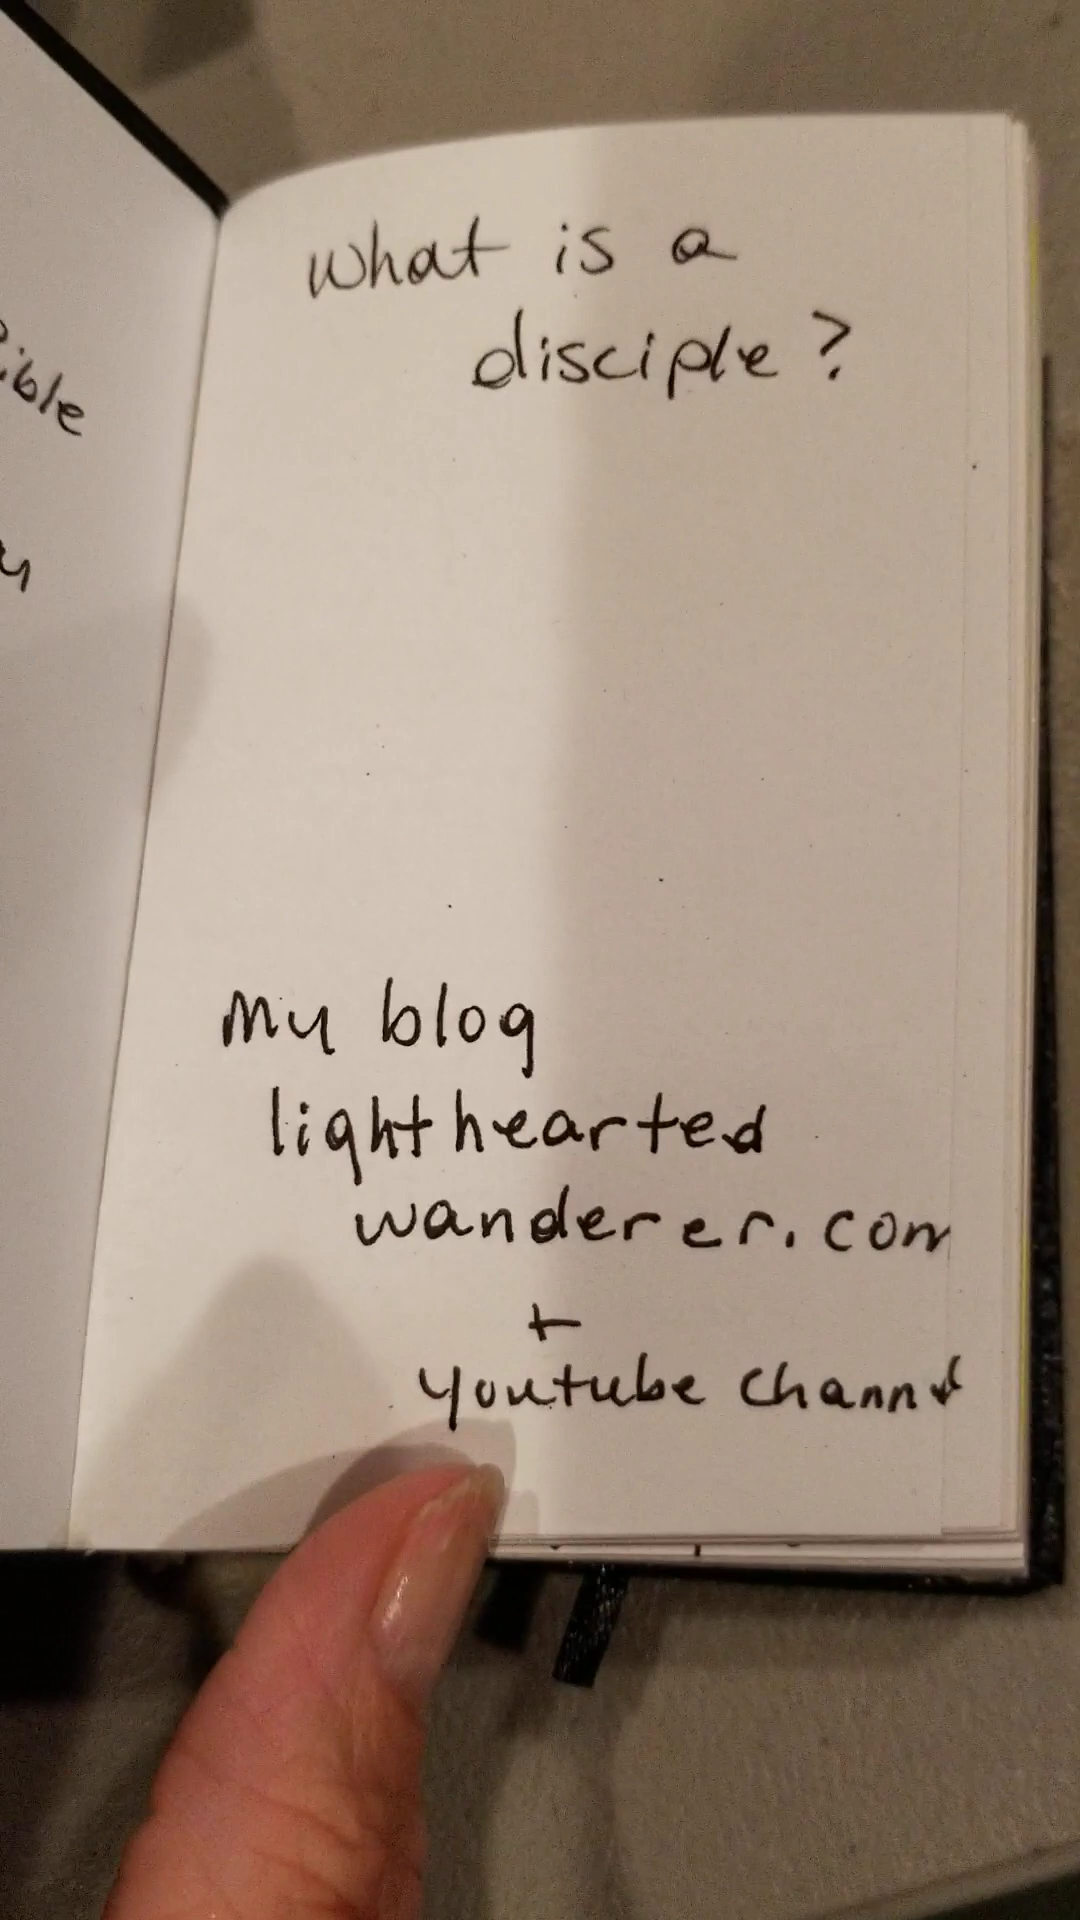 What is a
disciple?
My blog
lighthearted
wanderer.com
+
youtube channel